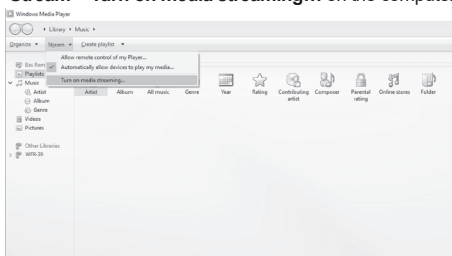 Stream – Turn on media streaming... on the computer
Windows Media Player
Library ▸ Music ▸
Organize Stream Create playlist
Allow remote control of my Player...
Automatically allow devices to play my media...
Turn on media streaming...
Playlists
Music
Artist
Album
Genre
Videos
Pictures
Other Libraries
WFR-39
Artist Album All music Genre Year Rating Contributing artist Composer Parental rating Online stores Folder